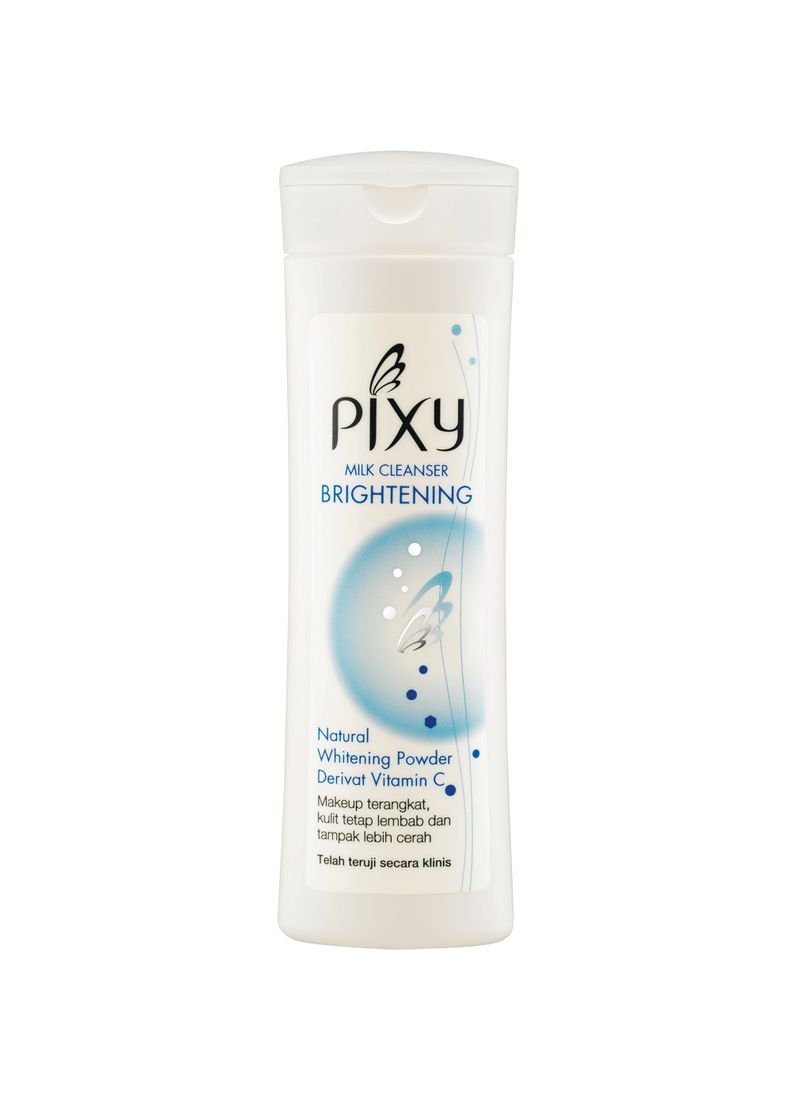 PIXY
MILK CLEANSER
BRIGHTENING
Natural
Whitening Powder
Derivat Vitamin C
Makeup terangkat,
kulit tetap lembab dan
tampak lebih cerah
Telah teruji secara klinis